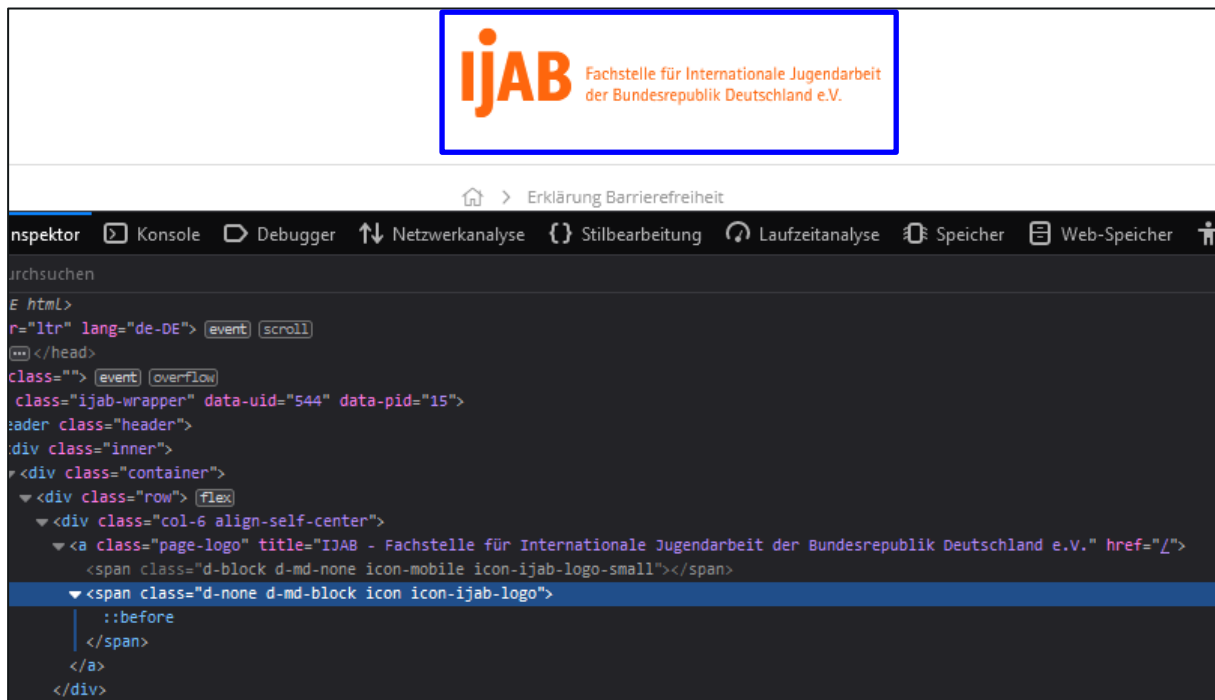 IjAB Fachstelle für Internationale Jugendarbeit
der Bundesrepublik Deutschland e.V.
> Erklärung Barrierefreiheit
nspektor Konsole Debugger Netzwerkanalyse {} Stilbearbeitung Laufzeitanalyse Speicher Web-Speicher
urchsuchen
E html>
r="ltr" lang="de-DE"> event scroll
</head>
class=""> event overflow
class="ijab-wrapper" data-uid="544" data-pid="15">
eader class="header">
div class="inner">
<div class="container">
<div class="row"> flex
<div class="col-6 align-self-center">
<a class="page-logo" title="IJAB - Fachstelle für Internationale Jugendarbeit der Bundesrepublik Deutschland e.V." href="/">
<span class="d-block d-md-none icon-mobile icon-ijab-logo-small"></span>
<span class="d-none d-md-block icon icon-ijab-logo">
::before
</span>
</a>
</div>